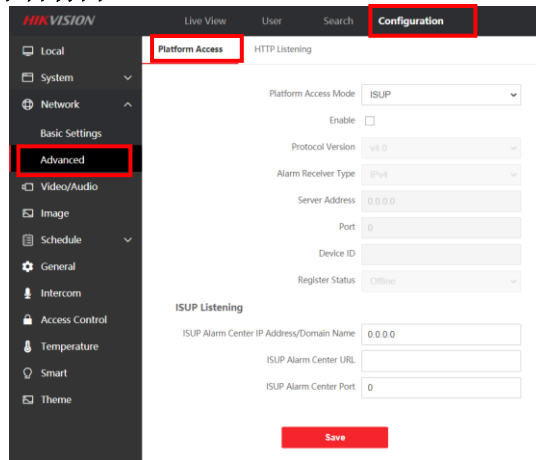 HIKVISION Live View User Search Configuration
Local Platform Access HTTP Listening
System
Platform Access Mode ISUP
Network
Enable
Basic Settings
Protocol Version v4.0
Advanced
Alarm Receiver Type IPv4
Video/Audio
Server Address 0.0.0.0
Image
Port 0
Schedule
Device ID
General
Register Status Offline
Intercom
ISUP Listening
Access Control
ISUP Alarm Center IP Address/Domain Name 0.0.0.0
Temperature
ISUP Alarm Center URL
Smart
ISUP Alarm Center Port 0
Theme
Save